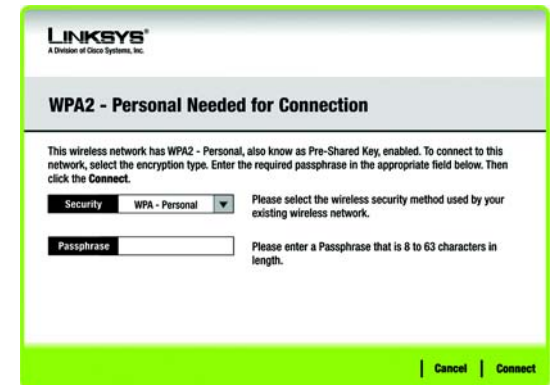 LINKSYS®
A Division of Cisco Systems, Inc.
WPA2 - Personal Needed for Connection
This wireless network has WPA2 - Personal, also know as Pre-Shared Key, enabled. To connect to this
network, select the encryption type. Enter the required passphrase in the appropriate field below. Then
click the Connect.
Security WPA - Personal Please select the wireless security method used by your
existing wireless network.
Passphrase Please enter a Passphrase that is 8 to 63 characters in
length.
Cancel Connect